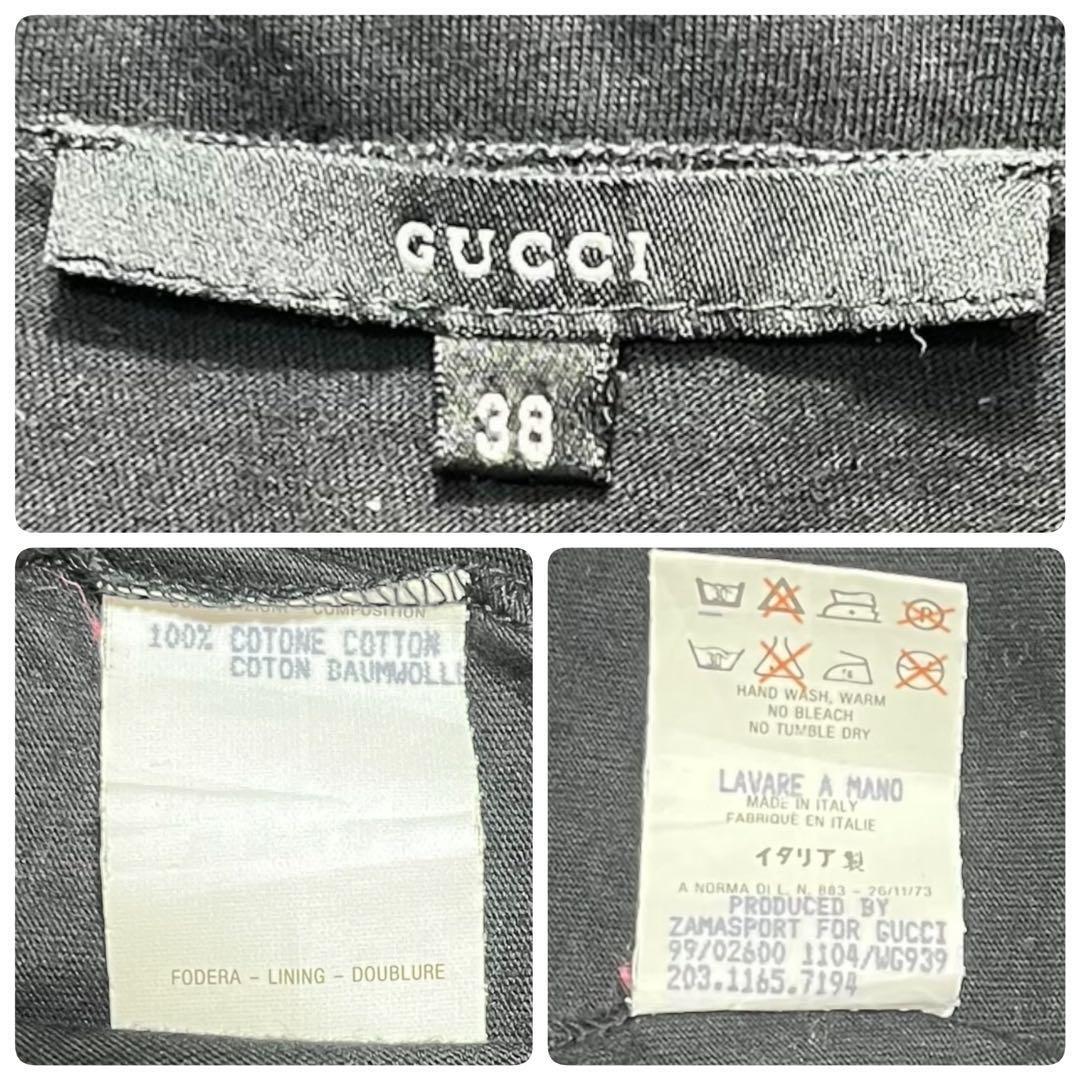 GUCCI
38
COMPOSITION
100% COTONE COTTON
COTON BAUMWOLLE
FODERA - LINING - DOUBLURE
HAND WASH, WARM
NO BLEACH
NO TUMBLE DRY
LAVARE A MANO
MADE IN ITALY
FABRIQUÉ EN ITALIE
イタリア製
A NORMA DI L. N. 883 - 26/11/73
PRODUCED BY
ZAMASPORT FOR GUCCI
99/02600 1104/WG939
203.1165.7194